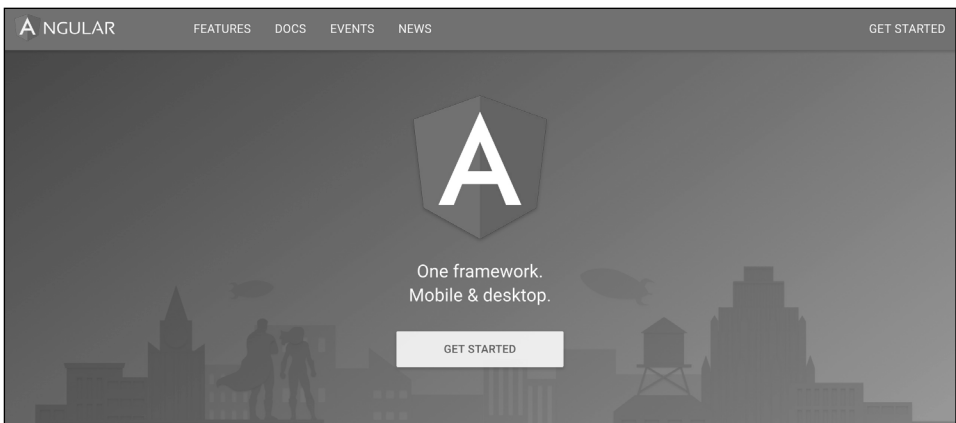 A NGULAR FEATURES DOCS EVENTS NEWS GET STARTED
A
One framework.
Mobile & desktop.
GET STARTED